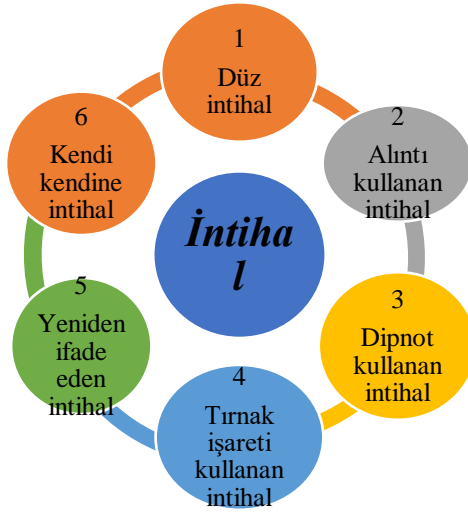 1
Düz
intihal
2
Alıntı
kullanan
intihal
3
Dipnot
kullanan
intihal
4
Tırnak
işareti
kullanan
intihal
5
Yeniden
ifade
eden
intihal
6
Kendi
kendine
intihal
İntiha
l